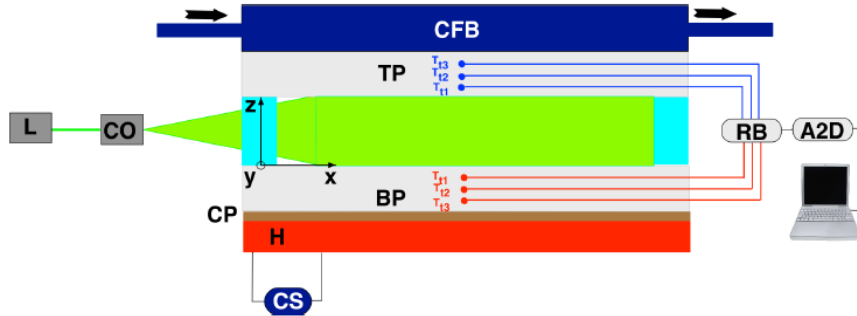 CFB
TP
T_t3
T_t2
T_t1
L
CO
z
y
x
RB
A2D
T_t1
T_t2
T_t3
BP
CP
H
CS